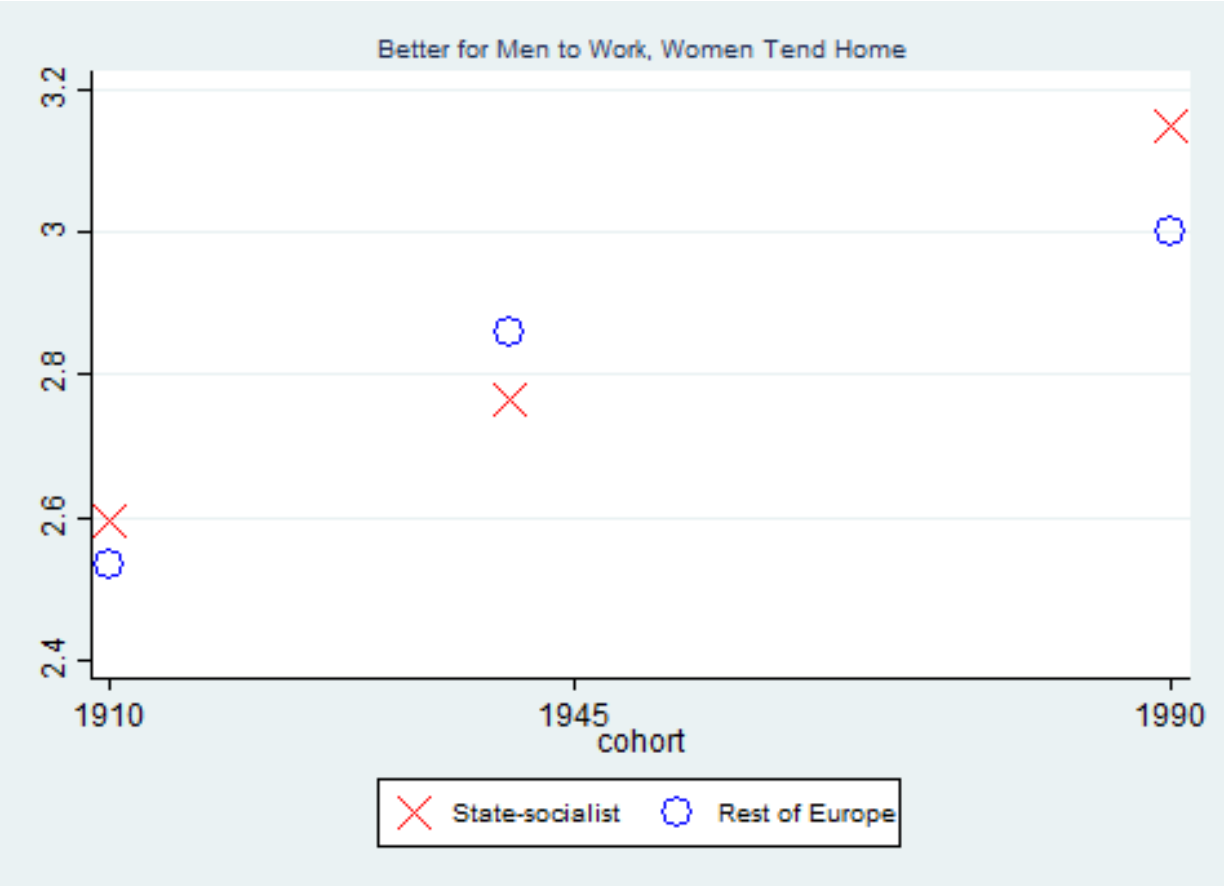 Better for Men to Work, Women Tend Home
3.2
3
2.8
2.6
2.4
1910 1945 1990
cohort
State-socialist Rest of Europe